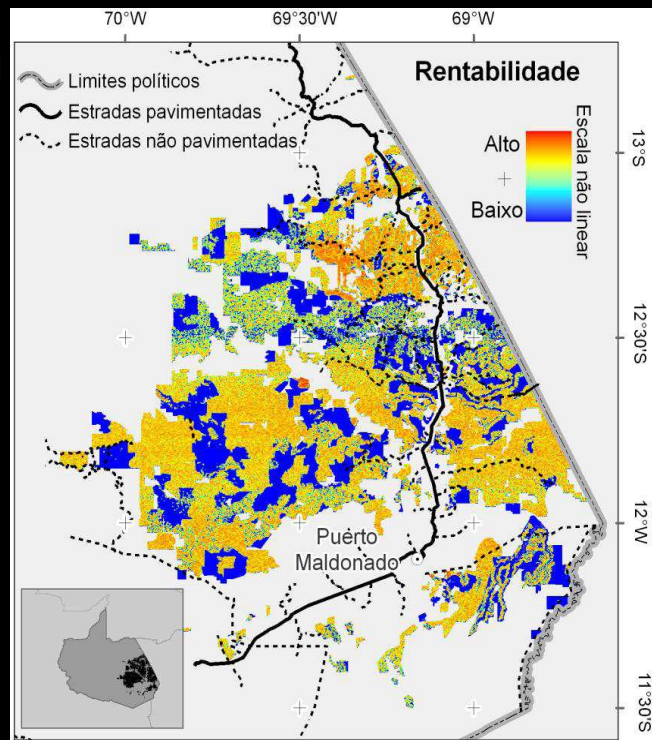 70°W
69°30'W
69°W
Limites políticos
Estradas pavimentadas
Estradas não pavimentadas
Rentabilidade
Alto
Baixo
Escala não linear
13°S
12°30'S
12°W
11°30'S
Puerto
Maldonado